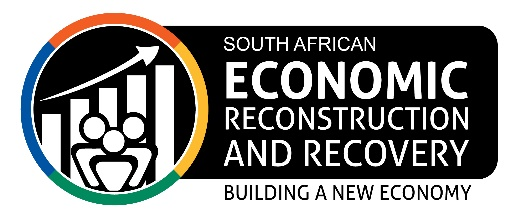 SOUTH AFRICAN
ECONOMIC
RECONSTRUCTION
AND RECOVERY
BUILDING A NEW ECONOMY